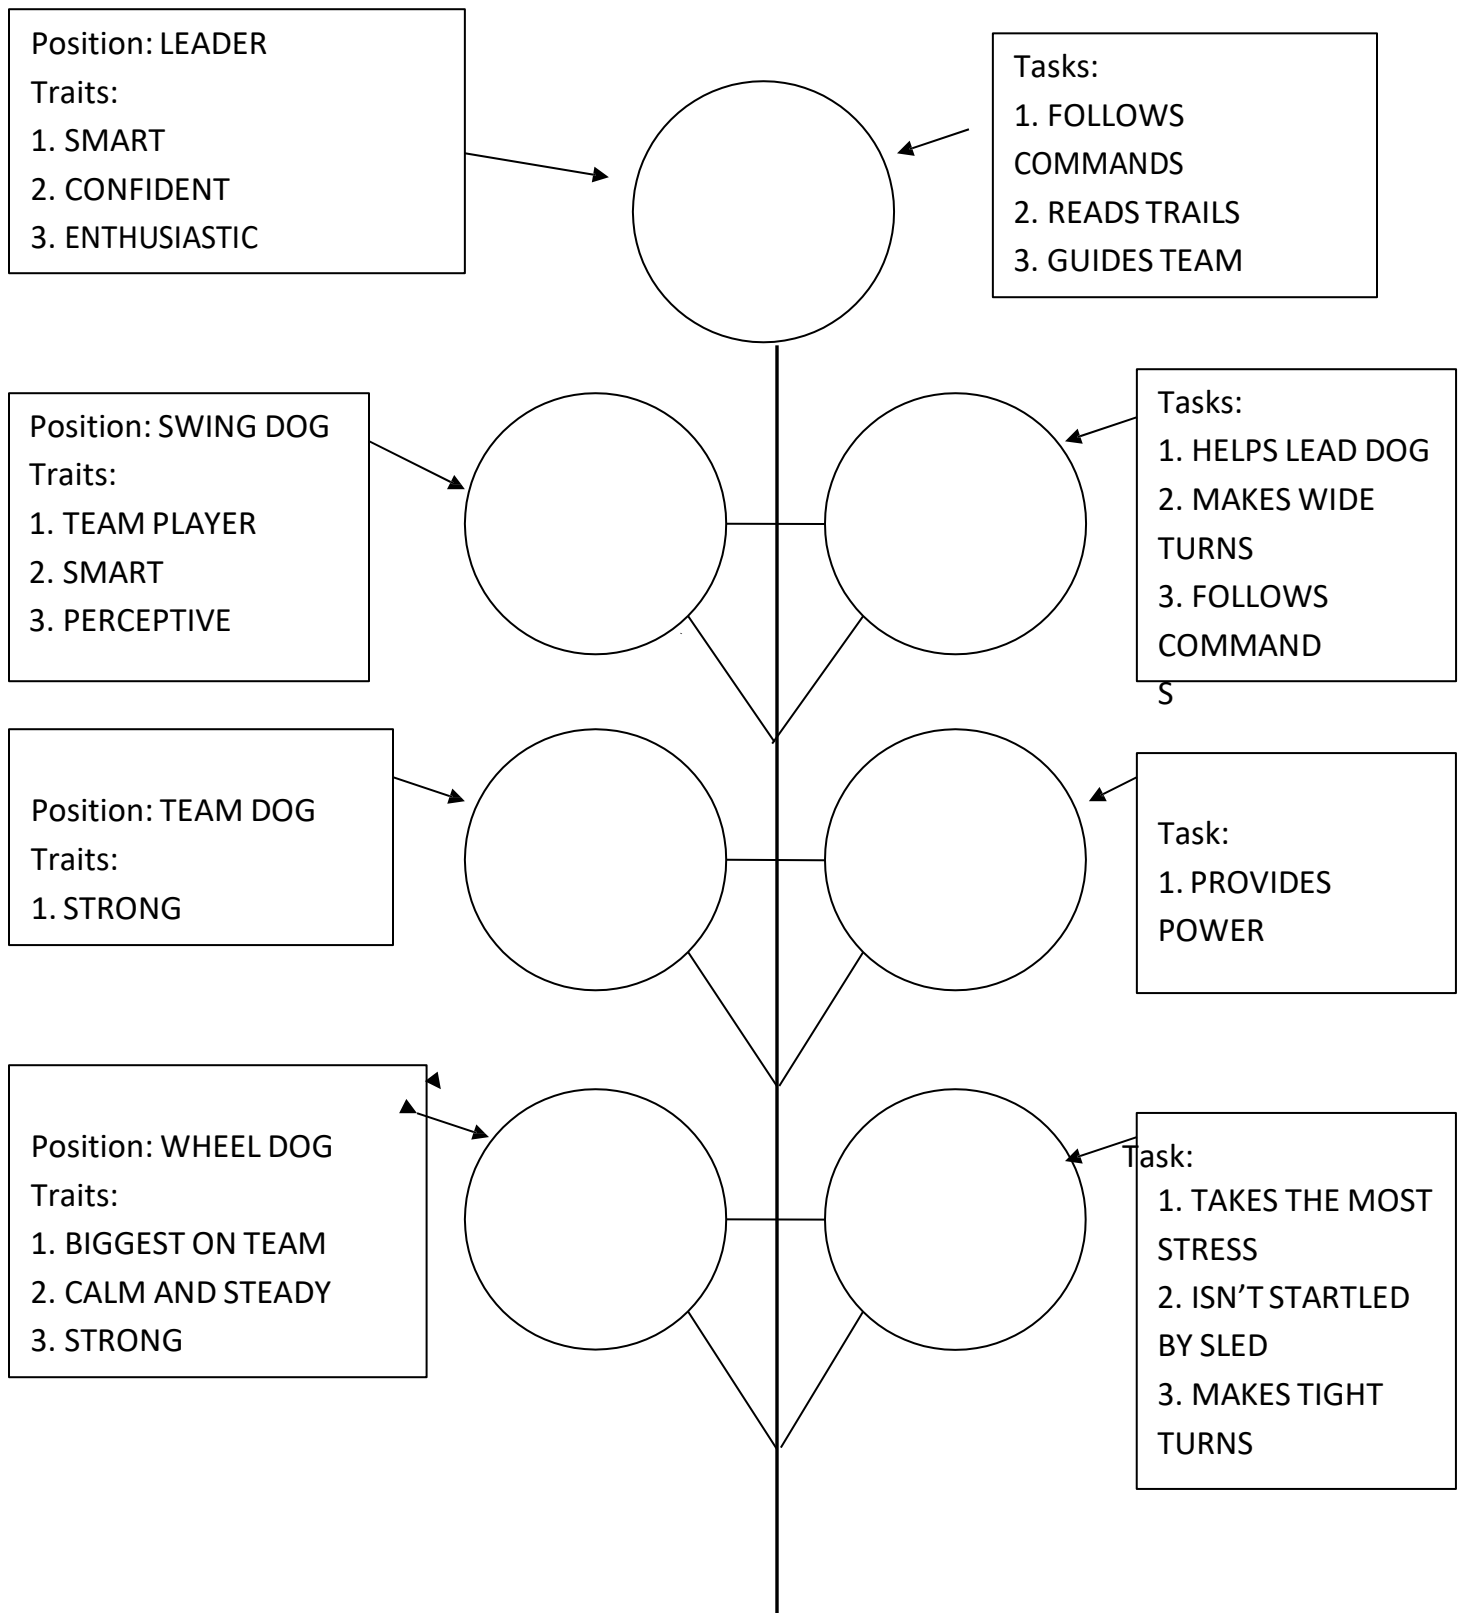 Position: LEADER
Traits:
1. SMART
2. CONFIDENT
3. ENTHUSIASTIC
Tasks:
1. FOLLOWS
COMMANDS
2. READS TRAILS
3. GUIDES TEAM
Position: SWING DOG
Traits:
1. TEAM PLAYER
2. SMART
3. PERCEPTIVE
Tasks:
1. HELPS LEAD DOG
2. MAKES WIDE
TURNS
3. FOLLOWS
COMMAND
S
Position: TEAM DOG
Traits:
1. STRONG
Task:
1. PROVIDES
POWER
Position: WHEEL DOG
Traits:
1. BIGGEST ON TEAM
2. CALM AND STEADY
3. STRONG
Task:
1. TAKES THE MOST
STRESS
2. ISN’T STARTLED
BY SLED
3. MAKES TIGHT
TURNS